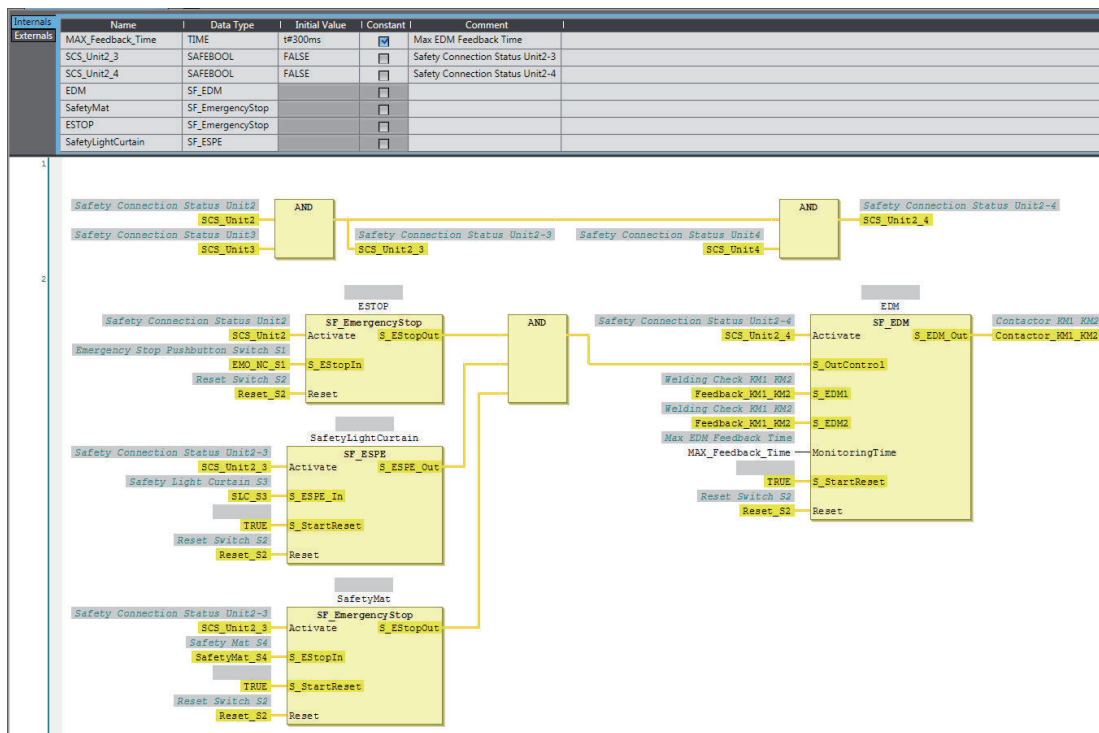 Internals
Externals
Name Data Type Initial Value Constant Comment
MAX_Feedback_Time TIME t#300ms Max EDM Feedback Time
SCS_Unit2_3 SAFEBOOL FALSE Safety Connection Status Unit2-3
SCS_Unit2_4 SAFEBOOL FALSE Safety Connection Status Unit2-4
EDM SF_EDM
SafetyMat SF_EmergencyStop
ESTOP SF_EmergencyStop
SafetyLightCurtain SF_ESPE
1
Safety Connection Status Unit2 AND AND Safety Connection Status Unit2-4
SCS_Unit2 SCS_Unit2_4
Safety Connection Status Unit3 Safety Connection Status Unit2-3 Safety Connection Status Unit4
SCS_Unit3 SCS_Unit2_3 SCS_Unit4
2
ESTOP EDM
Safety Connection Status Unit2 SF_EmergencyStop AND Safety Connection Status Unit2-4 SF_EDM Contactor KM1 KM2
SCS_Unit2 Activate S_EStopOut SCS_Unit2_4 Activate S_EDM_Out Contactor_KM1_KM2
Emergency Stop Pushbutton Switch S1
EMO_NC_S1 S_EStopIn S_OutControl
Reset Switch S2 Welding Check KM1 KM2
Reset_S2 Reset Feedback_KM1_KM2 S_EDM1
Welding Check KM1 KM2
Feedback_KM1_KM2 S_EDM2
SafetyLightCurtain Max EDM Feedback Time
Safety Connection Status Unit2-3 SF_ESPE MAX_Feedback_Time MonitoringTime
SCS_Unit2_3 Activate S_ESPE_Out
Safety Light Curtain S3 TRUE S_StartReset
SLC_S3 S_ESPE_In Reset Switch S2
Reset_S2 Reset
TRUE S_StartReset
Reset Switch S2
Reset_S2 Reset
SafetyMat
Safety Connection Status Unit2-3 SF_EmergencyStop
SCS_Unit2_3 Activate S_EStopOut
Safety Mat S4
SafetyMat_S4 S_EStopIn
TRUE S_StartReset
Reset Switch S2
Reset_S2 Reset